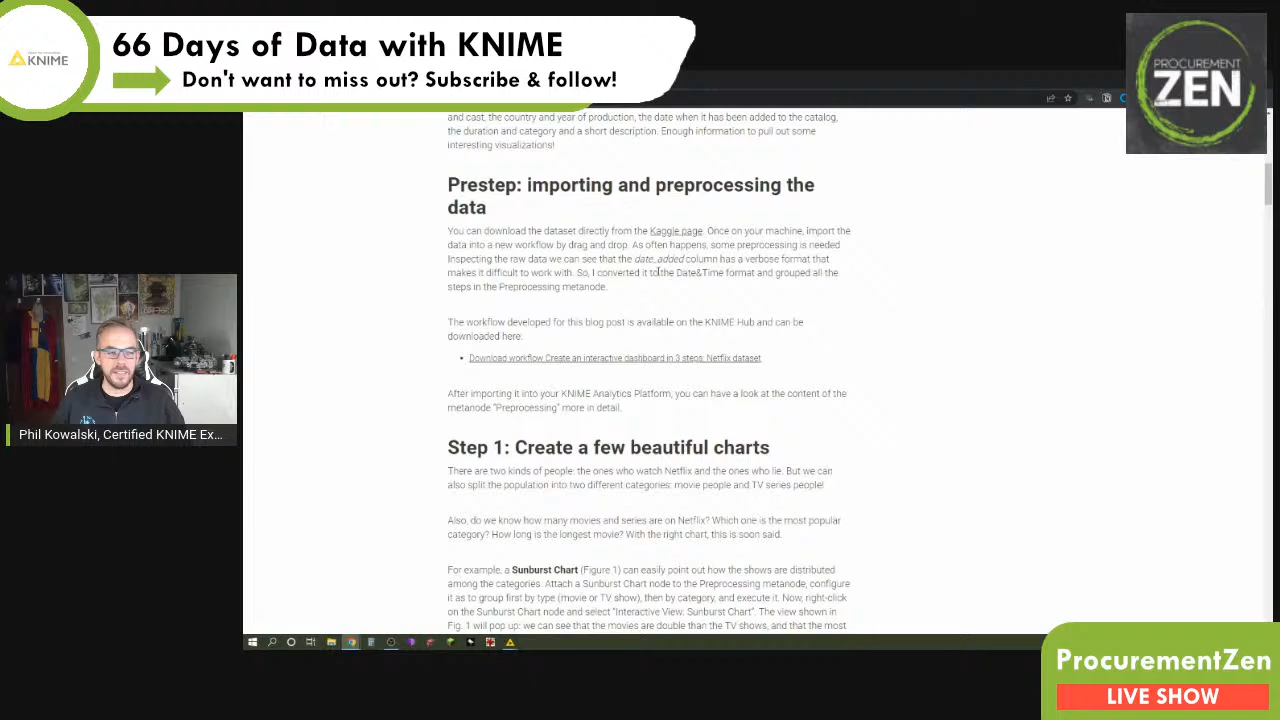 66 Days of Data with KNIME
Don't want to miss out? Subscribe & follow!
KNIME
PROCUREMENT
ZEN
and cast, the country and year of production, the date when it has been added to the catalog,
the duration and category and a short description. Enough information to pull out some
interesting visualizations!
Prestep: importing and preprocessing the
data
You can download the dataset directly from the Kaggle page. Once on your machine, import the
data into a new workflow by drag and drop. As often happens, some preprocessing is needed
Inspecting the raw data we can see that the date_added column has a verbose format that
makes it difficult to work with. So, I converted it to the Date&Time format and grouped all the
steps in the Preprocessing metanode.
The workflow developed for this blog post is available on the KNIME Hub and can be
downloaded here:
• Download workflow Create an interactive dashboard in 3 steps: Netflix dataset
After importing it into your KNIME Analytics Platform, you can have a look at the content of the
metanode "Preprocessing" more in detail.
Step 1: Create a few beautiful charts
There are two kinds of people: the ones who watch Netflix and the ones who lie. But we can
also split the population into two different categories: movie people and TV series people!
Also, do we know how many movies and series are on Netflix? Which one is the most popular
category? How long is the longest movie? With the right chart, this is soon said.
For example, a Sunburst Chart (Figure 1) can easily point out how the shows are distributed
among the categories. Attach a Sunburst Chart node to the Preprocessing metanode, configure
it as to group first by type (movie or TV show), then by category, and execute it. Now, right-click
on the Sunburst Chart node and select "Interactive View: Sunburst Chart". The view shown in
Fig. 1 will pop up: we can see that the movies are double than the TV shows, and that the most
Phil Kowalski, Certified KNIME Ex...
ProcurementZen
LIVE SHOW